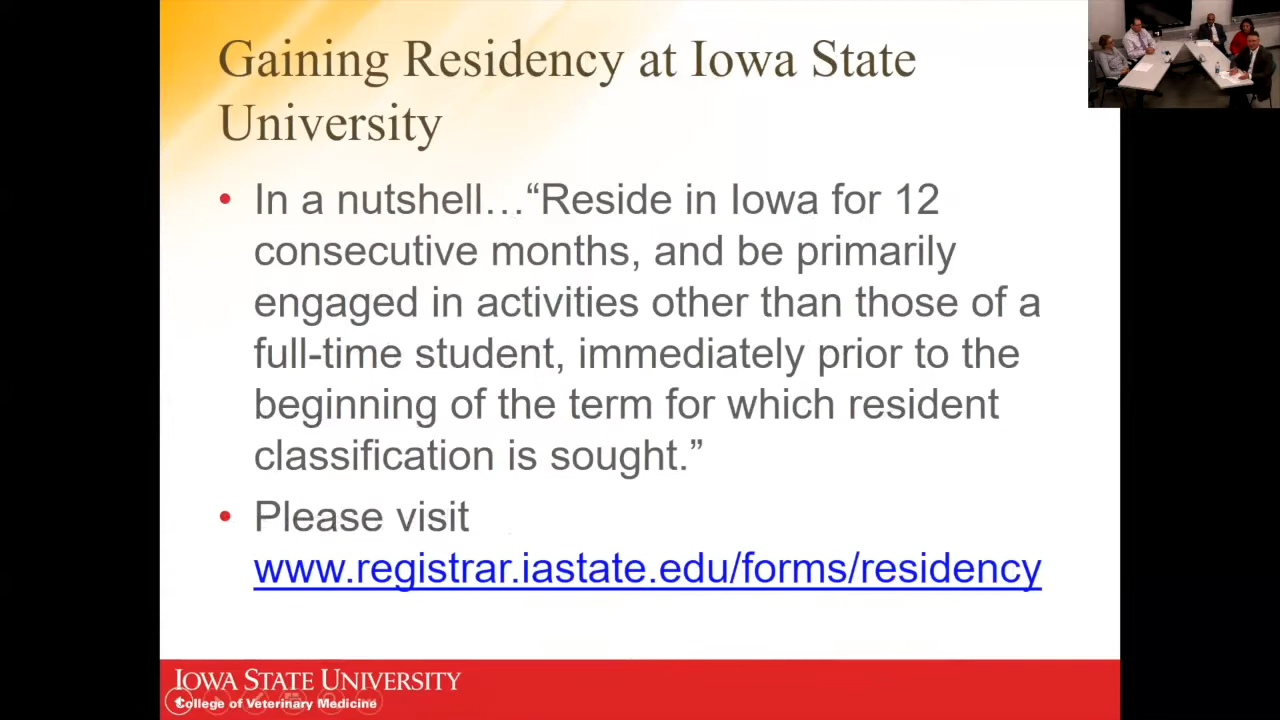 Gaining Residency at Iowa State
University
• In a nutshell…“Reside in Iowa for 12
consecutive months, and be primarily
engaged in activities other than those of a
full-time student, immediately prior to the
beginning of the term for which resident
classification is sought.”
• Please visit
www.registrar.iastate.edu/forms/residency
IOWA STATE UNIVERSITY
College of Veterinary Medicine